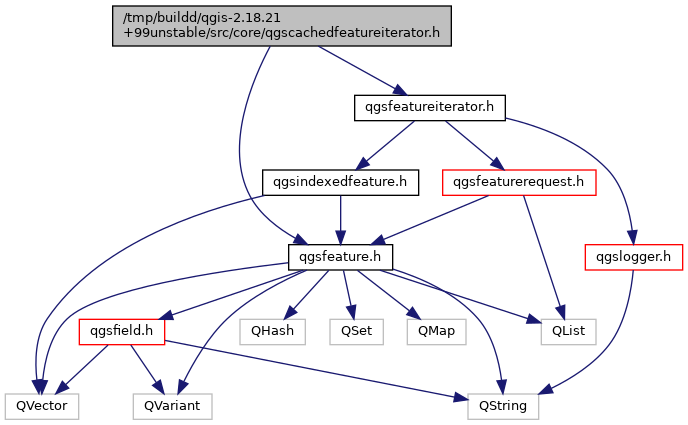 /tmp/buildd/qgis-2.18.21
+99unstable/src/core/qgscachedfeatureiterator.h
qgsfeatureiterator.h
qgsindexedfeature.h
qgsfeaturerequest.h
qgsfeature.h
qgslogger.h
qgsfield.h
QHash
QSet
QMap
QList
QVector
QVariant
QString